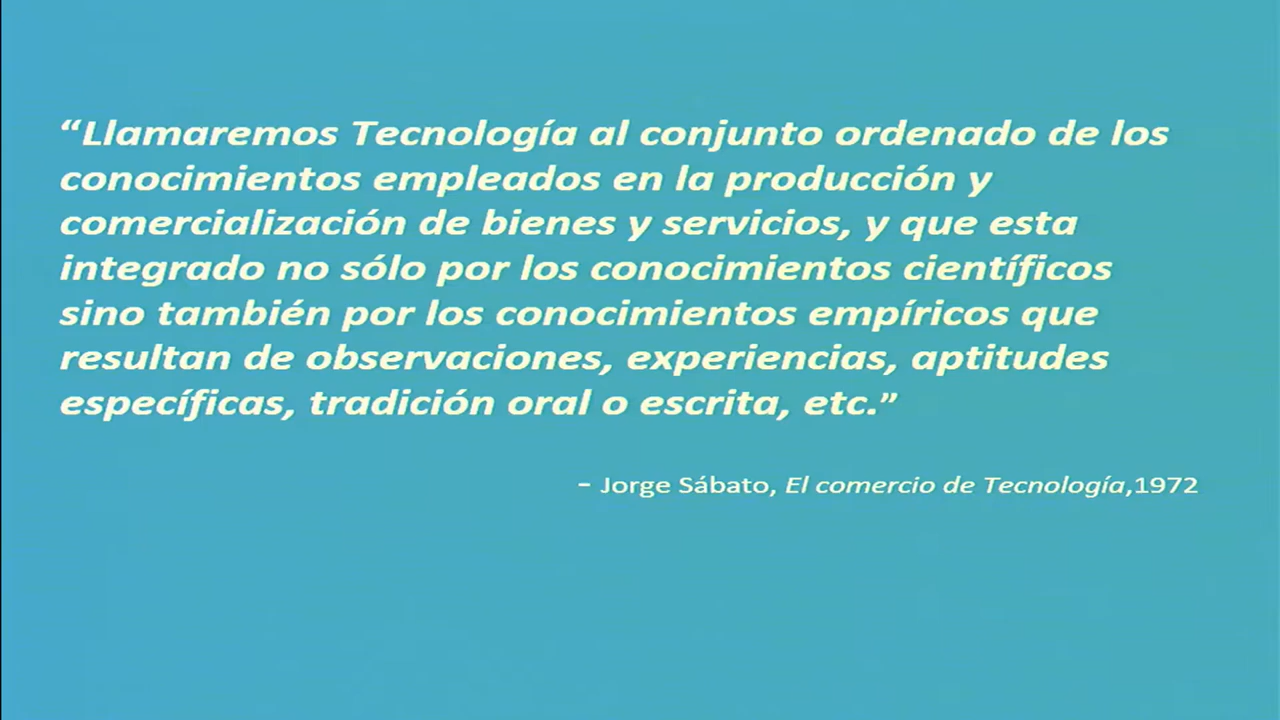 “Llamaremos Tecnología al conjunto ordenado de los
conocimientos empleados en la producción y
comercialización de bienes y servicios, y que esta
integrado no sólo por los conocimientos científicos
sino también por los conocimientos empíricos que
resultan de observaciones, experiencias, aptitudes
específicas, tradición oral o escrita, etc.”
– Jorge Sábato, El comercio de Tecnología,1972